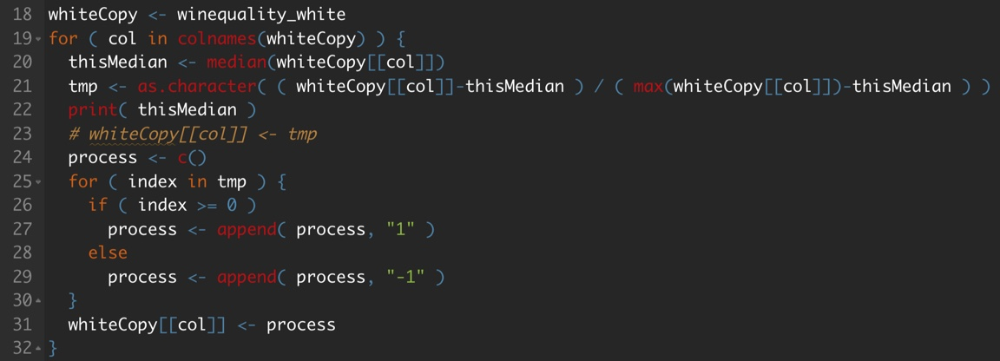 18 whiteCopy <- winequality_white
19 for ( col in colnames(whiteCopy) ) {
20   thisMedian <- median(whiteCopy[[col]])
21   tmp <- as.character( ( whiteCopy[[col]]-thisMedian ) / ( max(whiteCopy[[col]])-thisMedian ) )
22   print( thisMedian )
23   # whiteCopy[[col]] <- tmp
24   process <- c()
25   for ( index in tmp ) {
26     if ( index >= 0 )
27       process <- append( process, "1" )
28     else
29       process <- append( process, "-1" )
30   }
31   whiteCopy[[col]] <- process
32 }